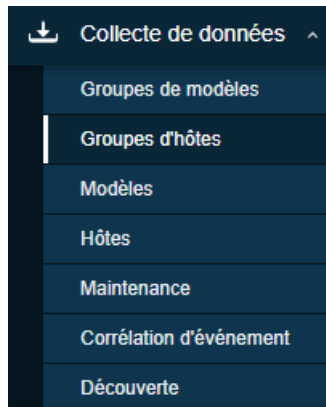 Collecte de données
Groupes de modèles
Groupes d'hôtes
Modèles
Hôtes
Maintenance
Corrélation d'événement
Découverte